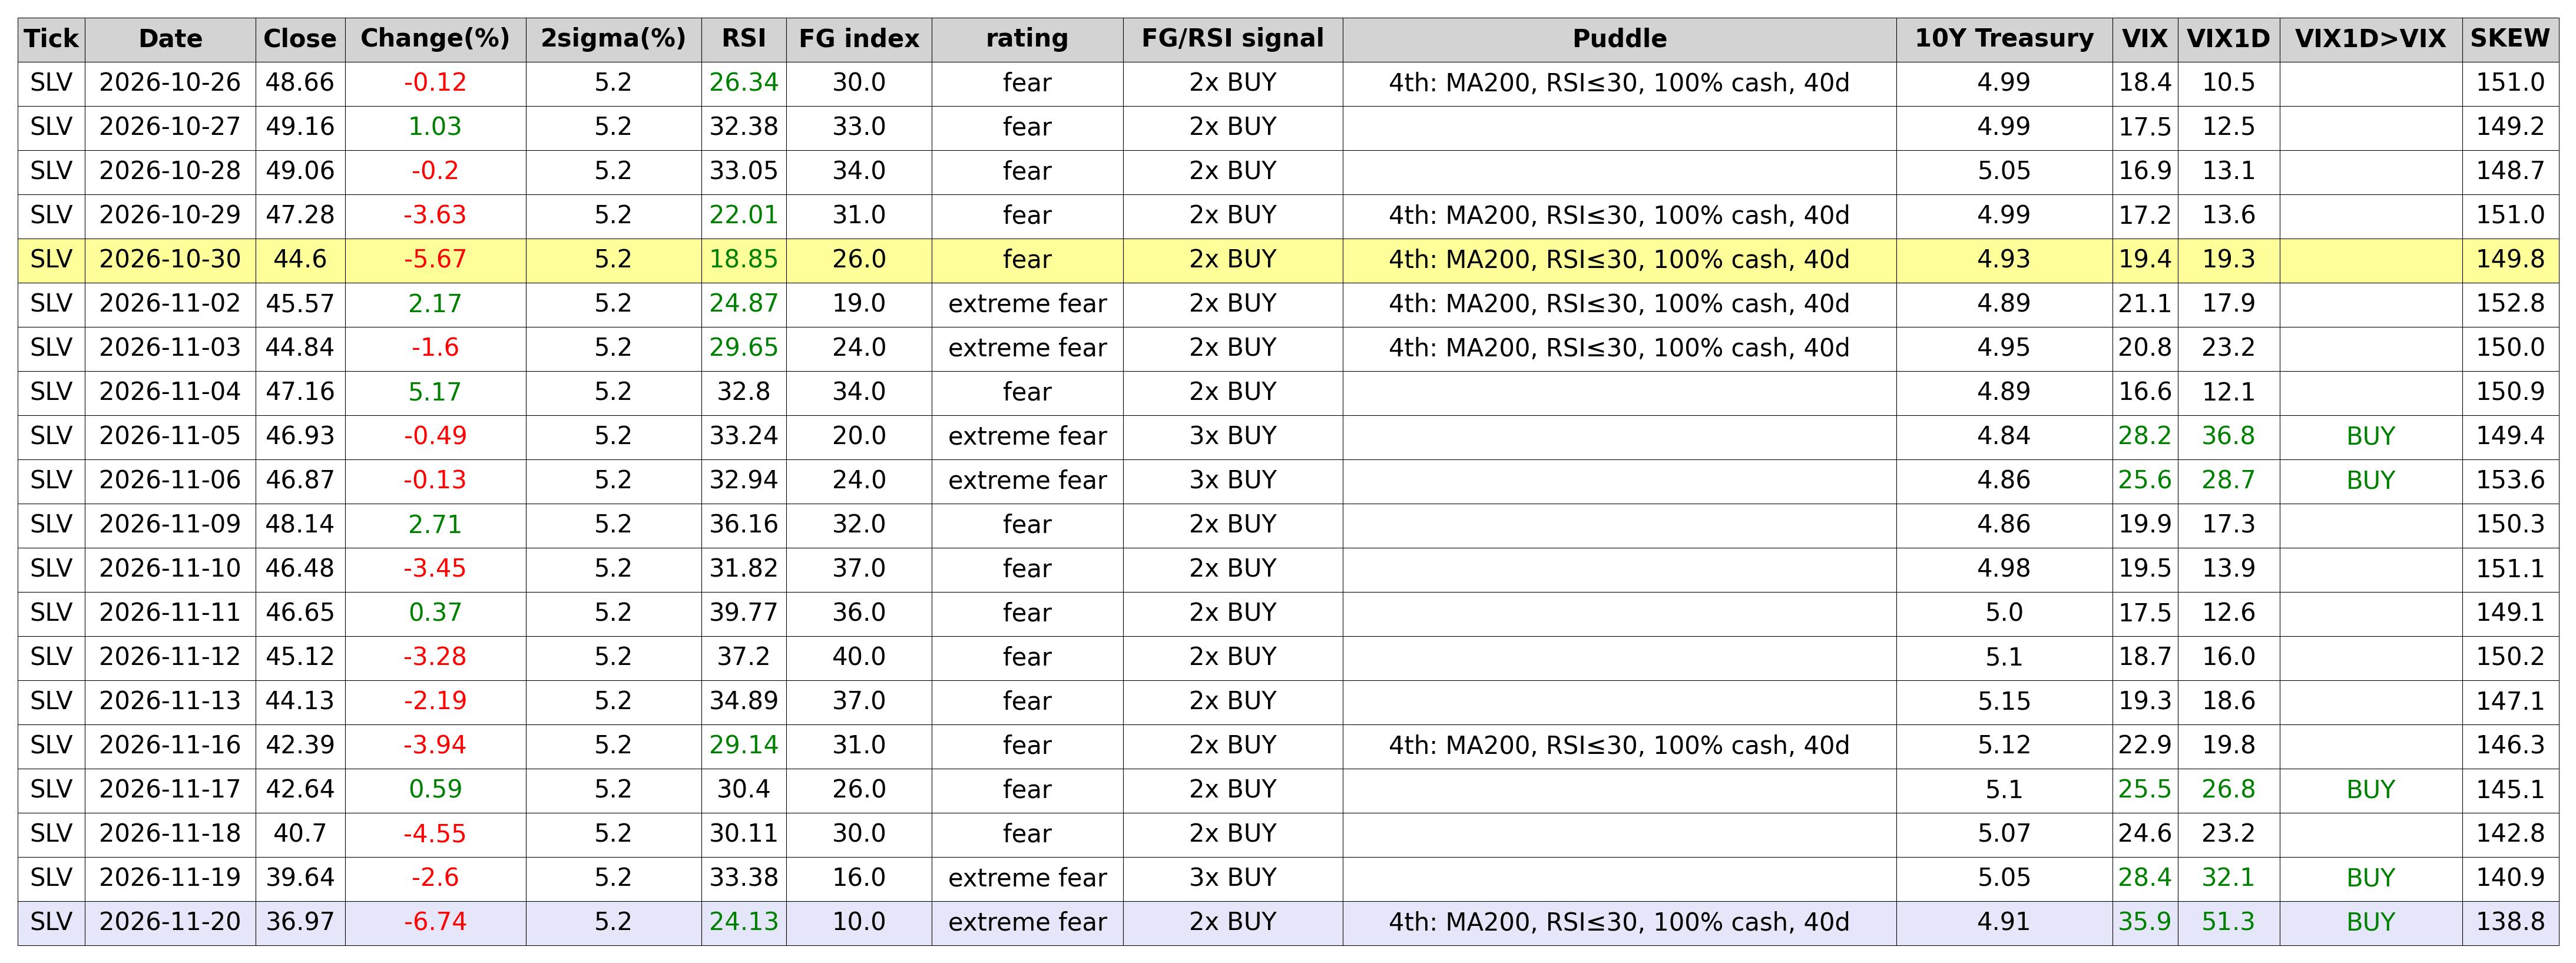 Tick Date Close Change(%) 2sigma(%) RSI FG index rating FG/RSI signal Puddle 10Y Treasury VIX VIX1D VIX1D>VIX SKEW
SLV 2026-10-26 48.66 -0.12 5.2 26.34 30.0 fear 2x BUY 4th: MA200, RSI≤30, 100% cash, 40d 4.99 18.4 10.5 151.0
SLV 2026-10-27 49.16 1.03 5.2 32.38 33.0 fear 2x BUY 4.99 17.5 12.5 149.2
SLV 2026-10-28 49.06 -0.2 5.2 33.05 34.0 fear 2x BUY 5.05 16.9 13.1 148.7
SLV 2026-10-29 47.28 -3.63 5.2 22.01 31.0 fear 2x BUY 4th: MA200, RSI≤30, 100% cash, 40d 4.99 17.2 13.6 151.0
SLV 2026-10-30 44.6 -5.67 5.2 18.85 26.0 fear 2x BUY 4th: MA200, RSI≤30, 100% cash, 40d 4.93 19.4 19.3 149.8
SLV 2026-11-02 45.57 2.17 5.2 24.87 19.0 extreme fear 2x BUY 4th: MA200, RSI≤30, 100% cash, 40d 4.89 21.1 17.9 152.8
SLV 2026-11-03 44.84 -1.6 5.2 29.65 24.0 extreme fear 2x BUY 4th: MA200, RSI≤30, 100% cash, 40d 4.95 20.8 23.2 150.0
SLV 2026-11-04 47.16 5.17 5.2 32.8 34.0 fear 2x BUY 4.89 16.6 12.1 150.9
SLV 2026-11-05 46.93 -0.49 5.2 33.24 20.0 extreme fear 3x BUY 4.84 28.2 36.8 BUY 149.4
SLV 2026-11-06 46.87 -0.13 5.2 32.94 24.0 extreme fear 3x BUY 4.86 25.6 28.7 BUY 153.6
SLV 2026-11-09 48.14 2.71 5.2 36.16 32.0 fear 2x BUY 4.86 19.9 17.3 150.3
SLV 2026-11-10 46.48 -3.45 5.2 31.82 37.0 fear 2x BUY 4.98 19.5 13.9 151.1
SLV 2026-11-11 46.65 0.37 5.2 39.77 36.0 fear 2x BUY 5.0 17.5 12.6 149.1
SLV 2026-11-12 45.12 -3.28 5.2 37.2 40.0 fear 2x BUY 5.1 18.7 16.0 150.2
SLV 2026-11-13 44.13 -2.19 5.2 34.89 37.0 fear 2x BUY 5.15 19.3 18.6 147.1
SLV 2026-11-16 42.39 -3.94 5.2 29.14 31.0 fear 2x BUY 4th: MA200, RSI≤30, 100% cash, 40d 5.12 22.9 19.8 146.3
SLV 2026-11-17 42.64 0.59 5.2 30.4 26.0 fear 2x BUY 5.1 25.5 26.8 BUY 145.1
SLV 2026-11-18 40.7 -4.55 5.2 30.11 30.0 fear 2x BUY 5.07 24.6 23.2 142.8
SLV 2026-11-19 39.64 -2.6 5.2 33.38 16.0 extreme fear 3x BUY 5.05 28.4 32.1 BUY 140.9
SLV 2026-11-20 36.97 -6.74 5.2 24.13 10.0 extreme fear 2x BUY 4th: MA200, RSI≤30, 100% cash, 40d 4.91 35.9 51.3 BUY 138.8